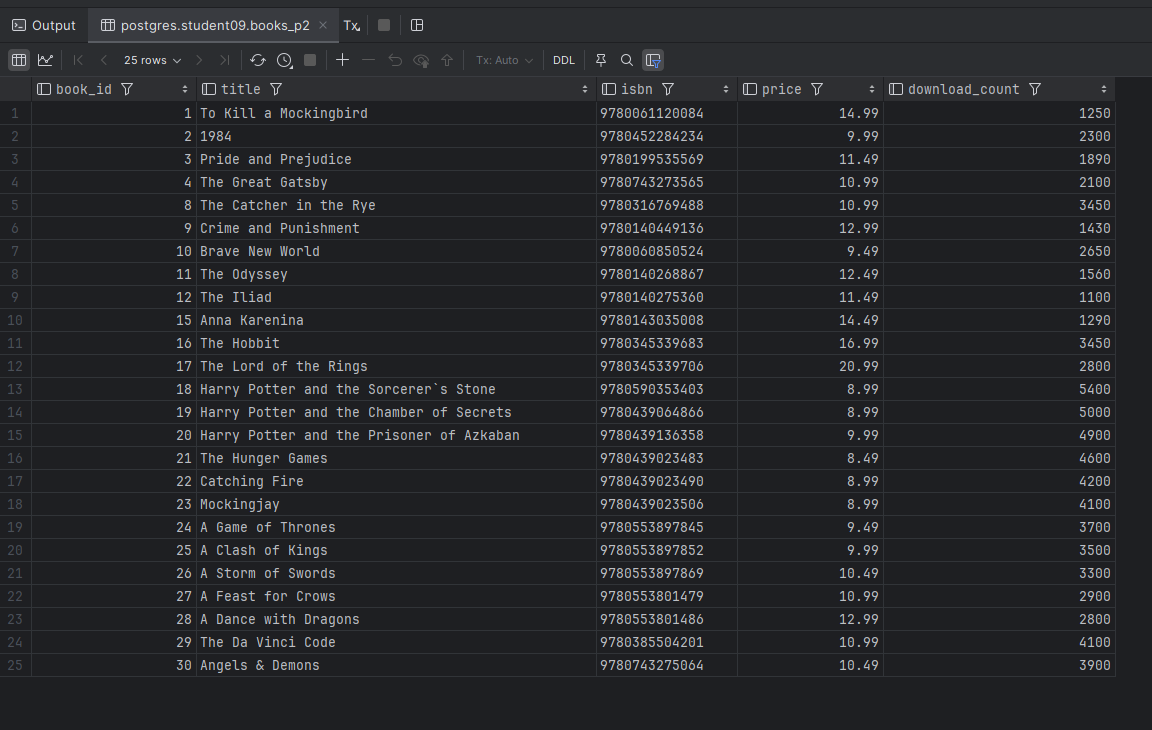 Output postgres.student09.books_p2 × Tx
25 rows Tx: Auto DDL
book_id title isbn price download_count
1 1 To Kill a Mockingbird 9780061120084 14.99 1250
2 2 1984 9780452284234 9.99 2300
3 3 Pride and Prejudice 9780199535569 11.49 1890
4 4 The Great Gatsby 9780743273565 10.99 2100
5 8 The Catcher in the Rye 9780316769488 10.99 3450
6 9 Crime and Punishment 9780140449136 12.99 1430
7 10 Brave New World 9780060850524 9.49 2650
8 11 The Odyssey 9780140268867 12.49 1560
9 12 The Iliad 9780140275360 11.49 1100
10 15 Anna Karenina 9780143035008 14.49 1290
11 16 The Hobbit 9780345339683 16.99 3450
12 17 The Lord of the Rings 9780345339706 20.99 2800
13 18 Harry Potter and the Sorcerer`s Stone 9780590353403 8.99 5400
14 19 Harry Potter and the Chamber of Secrets 9780439064866 8.99 5000
15 20 Harry Potter and the Prisoner of Azkaban 9780439136358 9.99 4900
16 21 The Hunger Games 9780439023483 8.49 4600
17 22 Catching Fire 9780439023490 8.99 4200
18 23 Mockingjay 9780439023506 8.99 4100
19 24 A Game of Thrones 9780553897845 9.49 3700
20 25 A Clash of Kings 9780553897852 9.99 3500
21 26 A Storm of Swords 9780553897869 10.49 3300
22 27 A Feast for Crows 9780553801479 10.99 2900
23 28 A Dance with Dragons 9780553801486 12.99 2800
24 29 The Da Vinci Code 9780385504201 10.99 4100
25 30 Angels & Demons 9780743275064 10.49 3900